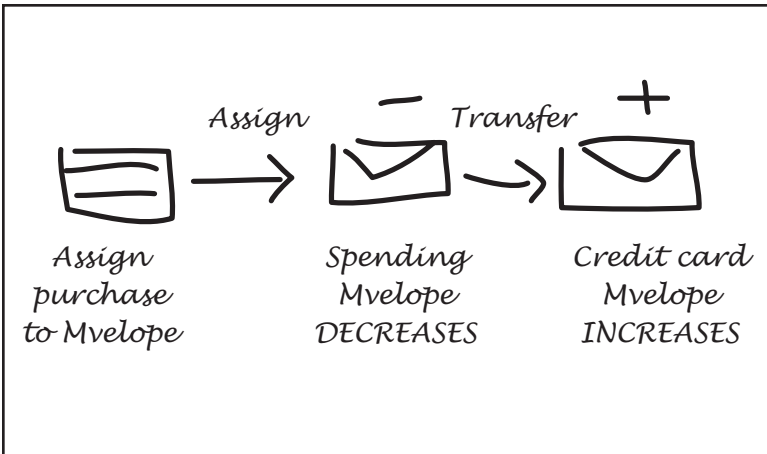 −
+
Assign
Transfer
Assign
purchase
to Mvelope
Spending
Mvelope
DECREASES
Credit card
Mvelope
INCREASES